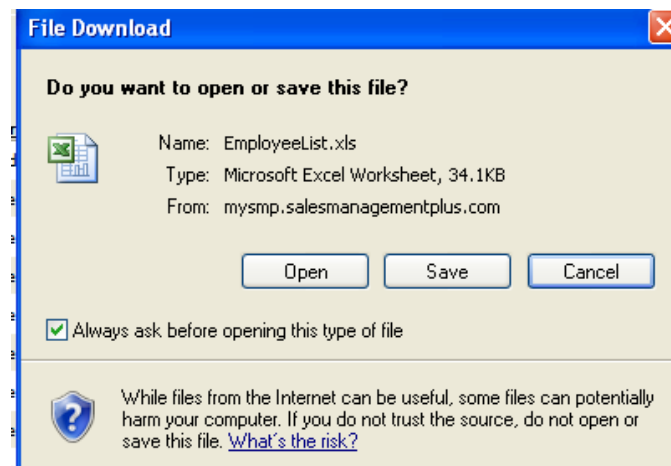 File Download
Do you want to open or save this file?
Name: EmployeeList.xls
Type: Microsoft Excel Worksheet, 34.1KB
From: mysmp.salesmanagementplus.com
Open Save Cancel
Always ask before opening this type of file
While files from the Internet can be useful, some files can potentially
harm your computer. If you do not trust the source, do not open or
save this file. What's the risk?